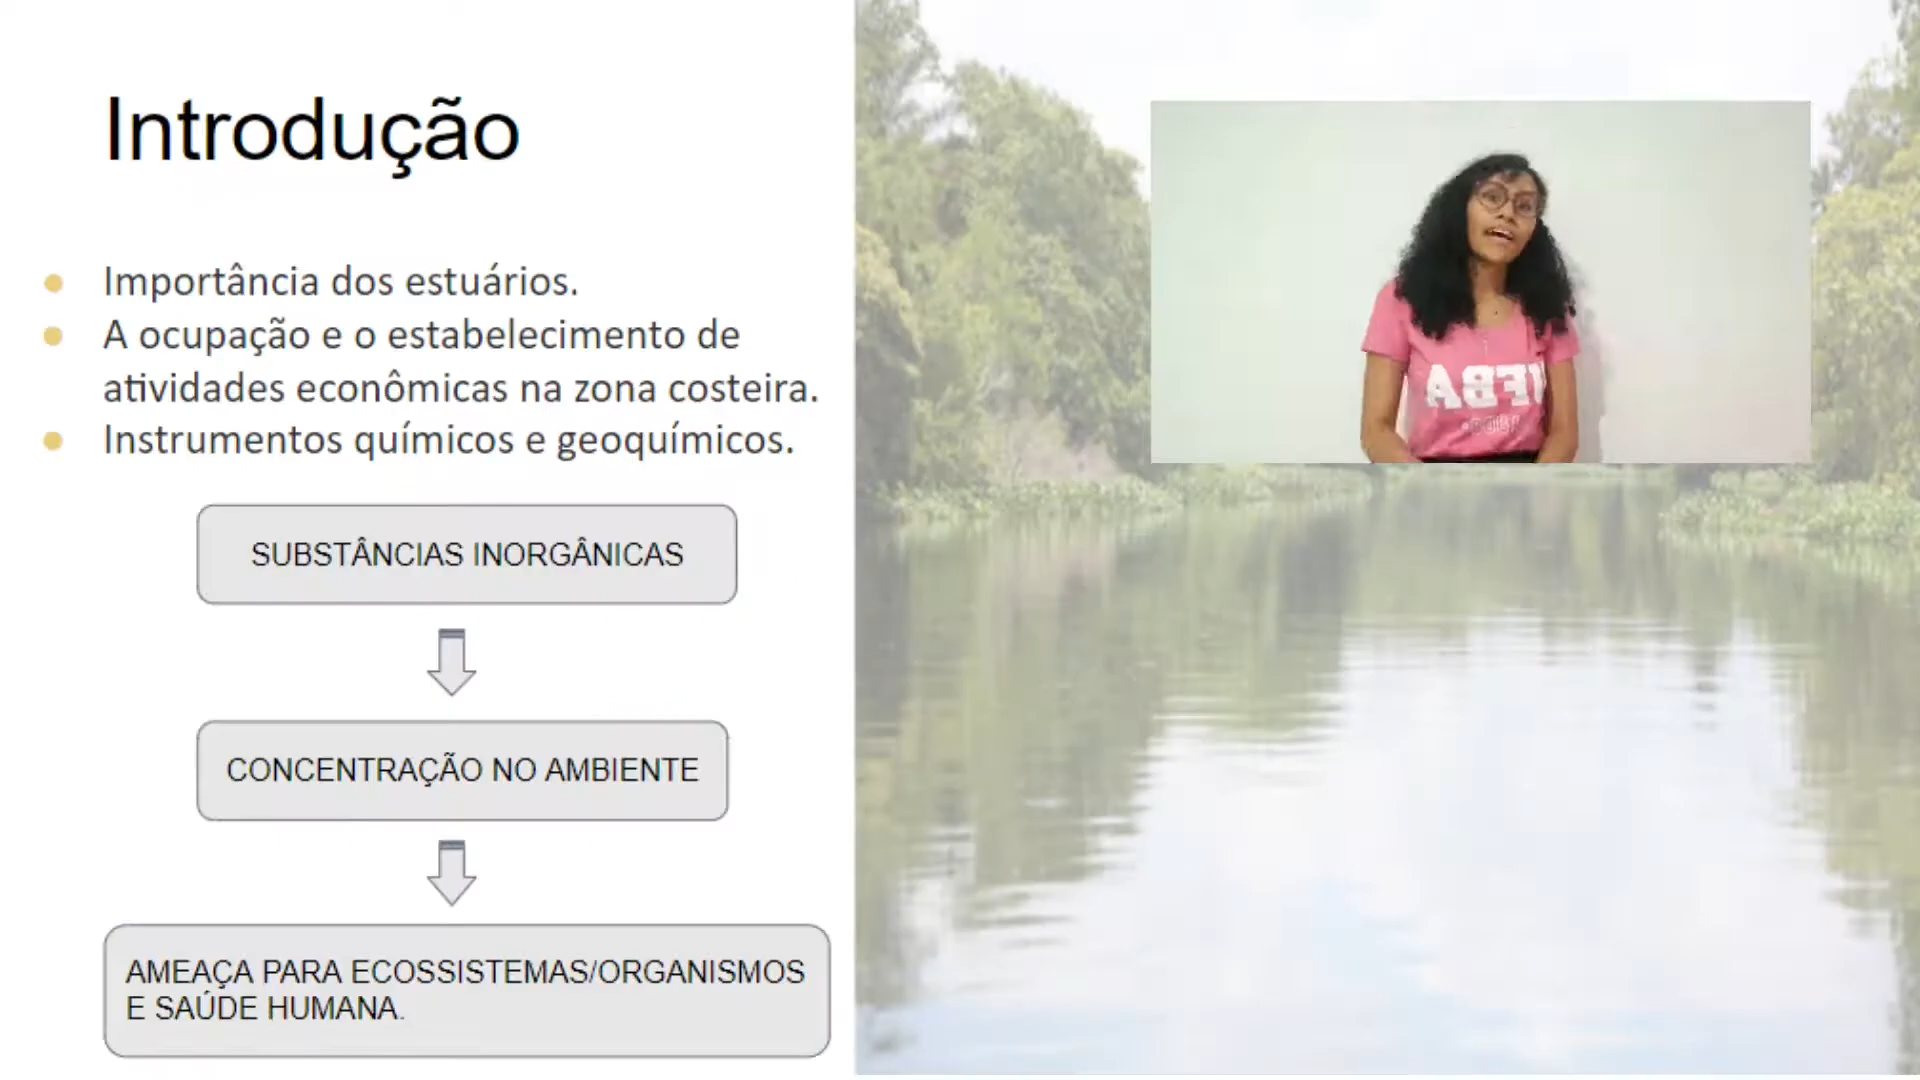 Introdução
Importância dos estuários.
A ocupação e o estabelecimento de
atividades econômicas na zona costeira.
Instrumentos químicos e geoquímicos.
SUBSTÂNCIAS INORGÂNICAS
CONCENTRAÇÃO NO AMBIENTE
AMEAÇA PARA ECOSSISTEMAS/ORGANISMOS
E SAÚDE HUMANA.
UFBA